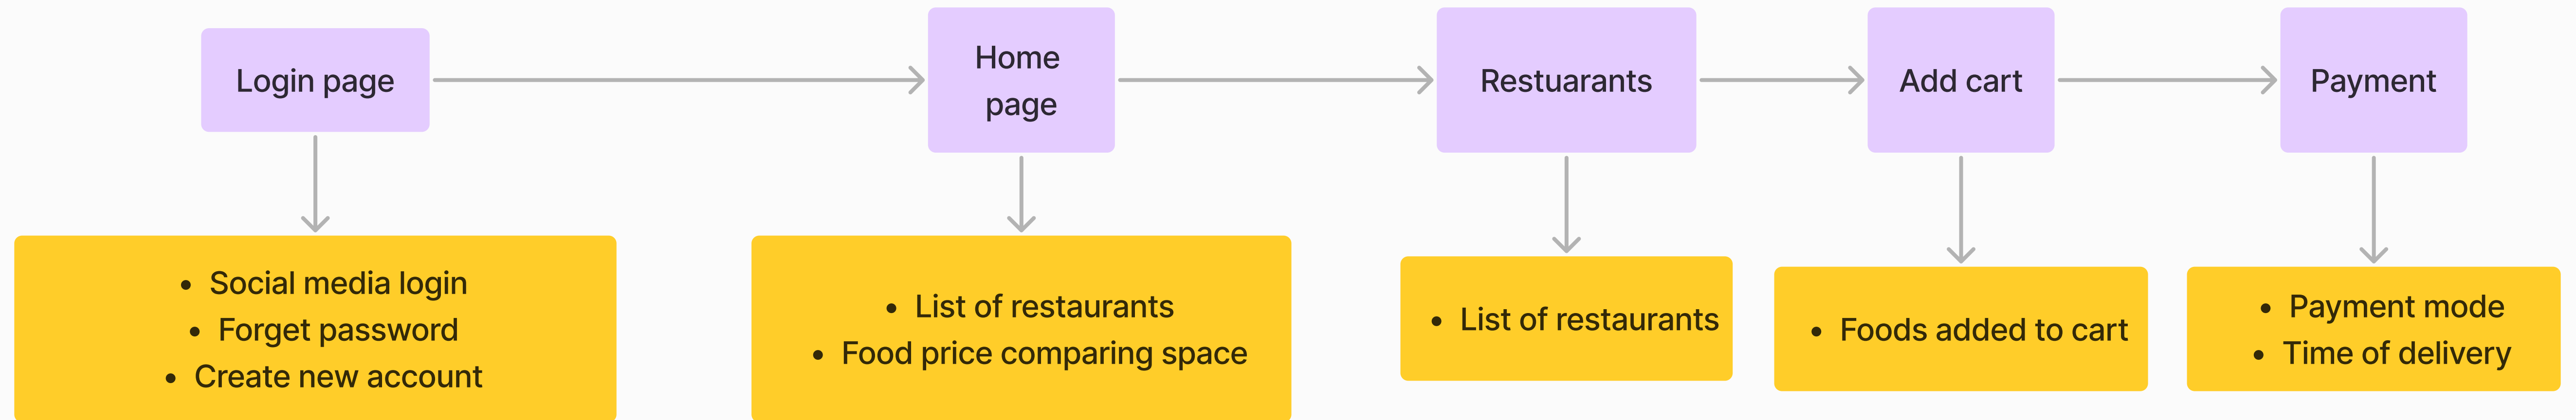 Login page
Home
page
Restuarants
Add cart
Payment
• Social media login
• Forget password
• Create new account
• List of restaurants
• Food price comparing space
• List of restaurants
• Foods added to cart
• Payment mode
• Time of delivery